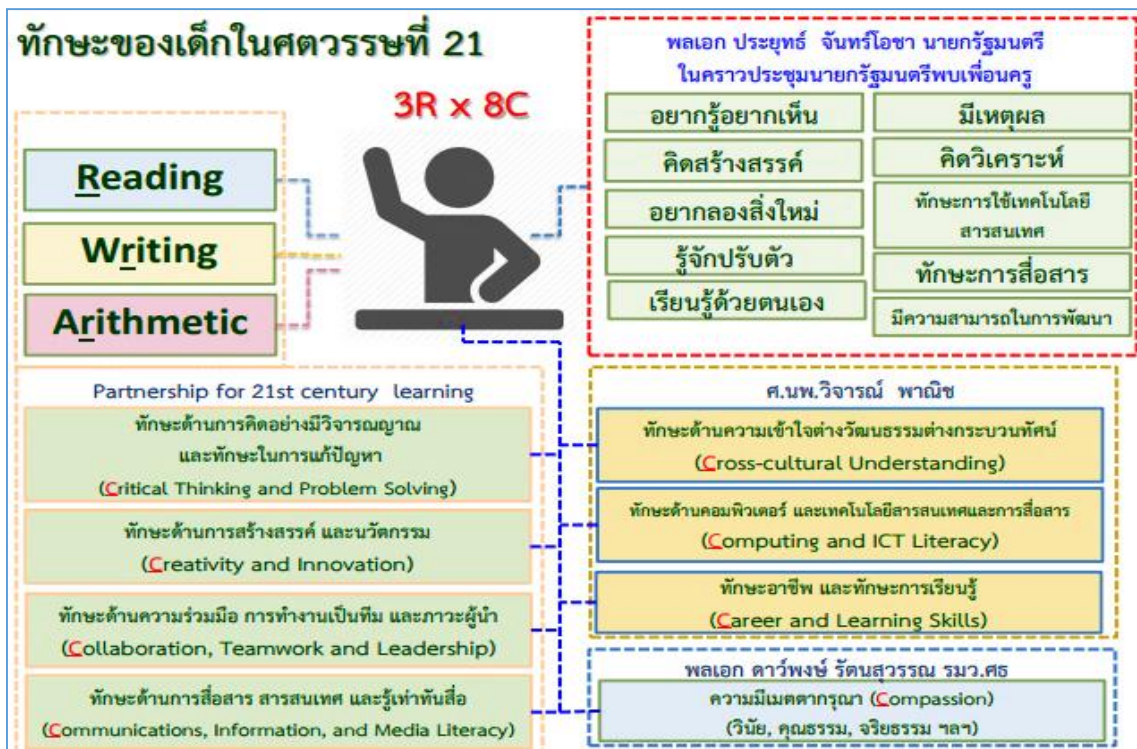 ทักษะของเด็กในศตวรรษที่ 21
3R x 8C
Reading
Writing
Arithmetic
พลเอก ประยุทธ์ จันทร์โอชา นายกรัฐมนตรี
ในคราวประชุมนายกรัฐมนตรีพบเพื่อนครู
อยากรู้อยากเห็น
คิดสร้างสรรค์
อยากลองสิ่งใหม่
รู้จักปรับตัว
เรียนรู้ด้วยตนเอง
มีเหตุผล
คิดวิเคราะห์
ทักษะการใช้เทคโนโลยี
สารสนเทศ
ทักษะการสื่อสาร
มีความสามารถในการพัฒนา
Partnership for 21st century learning
ทักษะด้านการคิดอย่างมีวิจารณญาณ
และทักษะในการแก้ปัญหา
(Critical Thinking and Problem Solving)
ทักษะด้านการสร้างสรรค์ และนวัตกรรม
(Creativity and Innovation)
ทักษะด้านความร่วมมือ การทำงานเป็นทีม และภาวะผู้นำ
(Collaboration, Teamwork and Leadership)
ทักษะด้านการสื่อสาร สารสนเทศ และรู้เท่าทันสื่อ
(Communications, Information, and Media Literacy)
ศ.นพ.วิจารณ์ พาณิช
ทักษะด้านความเข้าใจต่างวัฒนธรรมต่างกระบวนทัศน์
(Cross-cultural Understanding)
ทักษะด้านคอมพิวเตอร์ และเทคโนโลยีสารสนเทศและการสื่อสาร
(Computing and ICT Literacy)
ทักษะอาชีพ และทักษะการเรียนรู้
(Career and Learning Skills)
พลเอก ดาว์พงษ์ รัตนสุวรรณ รมว.ศธ
ความมีเมตตากรุณา (Compassion)
(วินัย, คุณธรรม, จริยธรรม ฯลฯ)